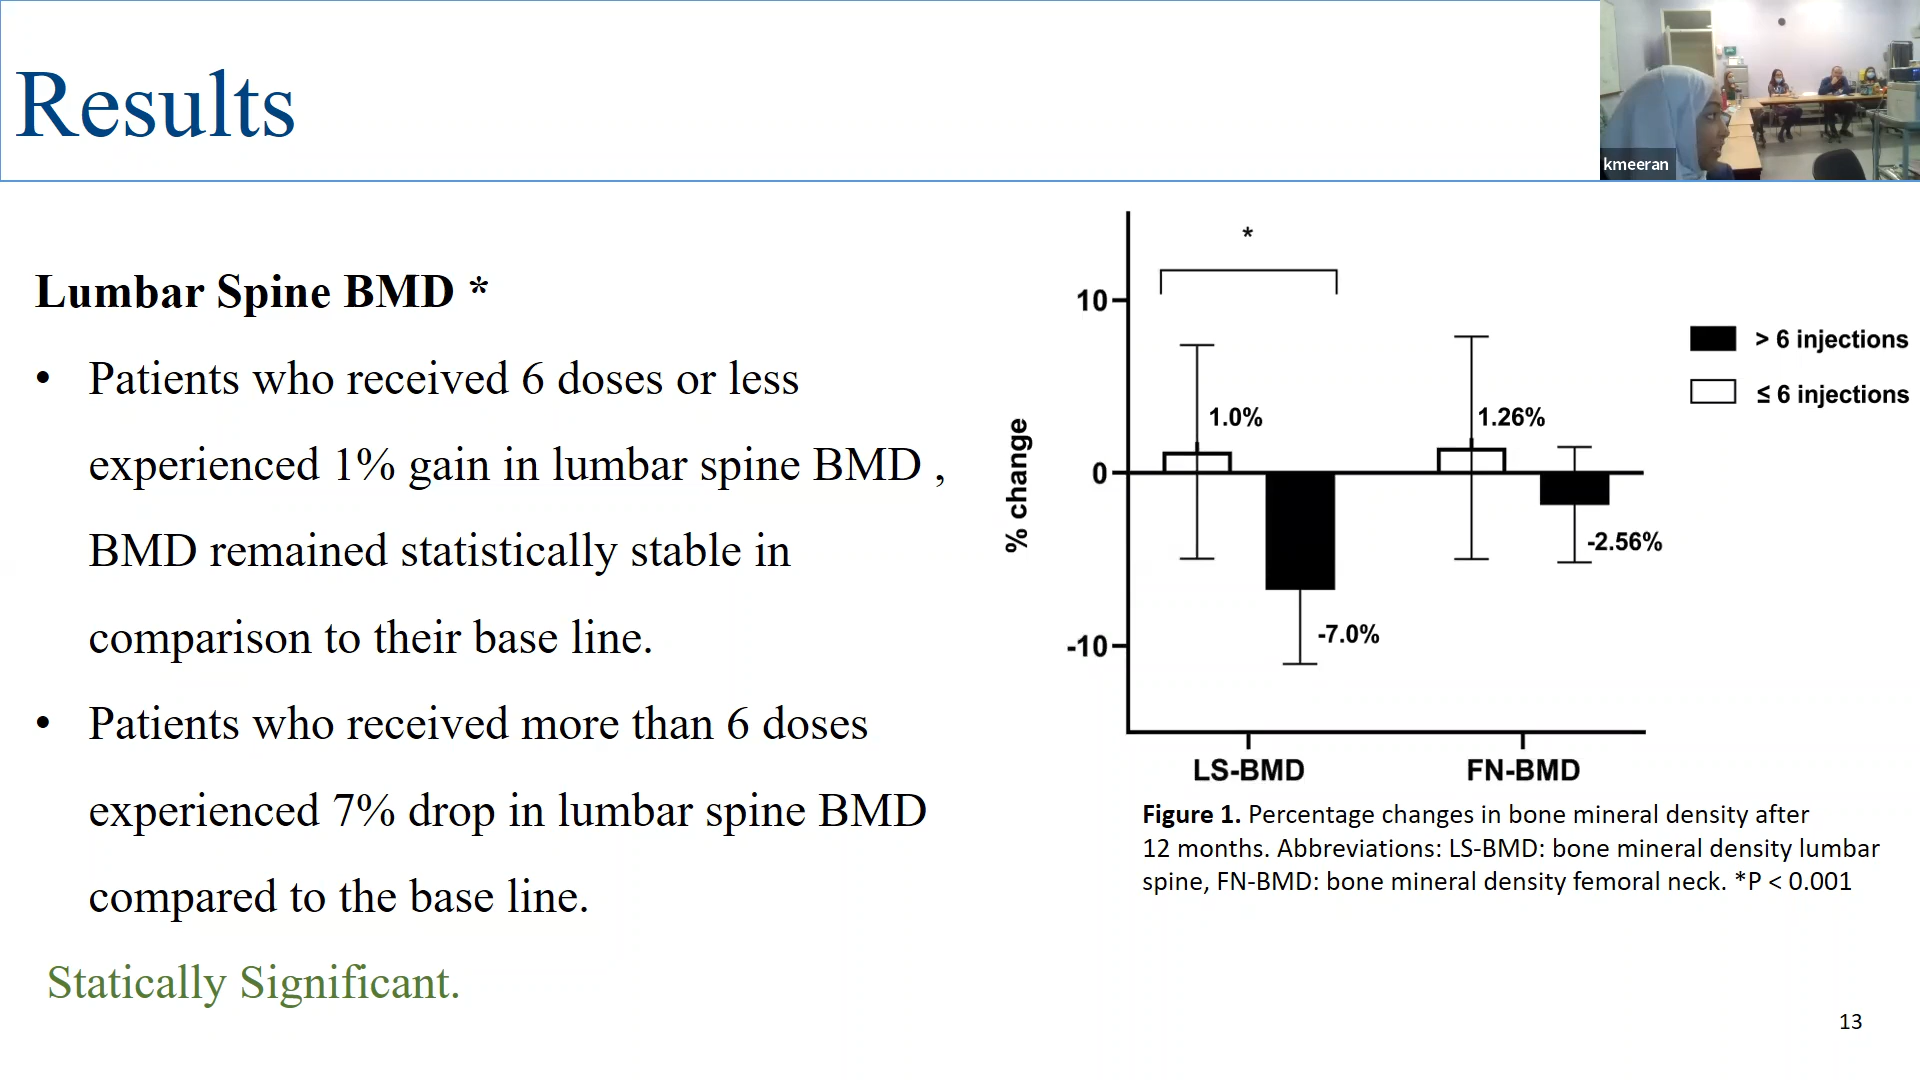 Results
kmeeran
Lumbar Spine BMD *
• Patients who received 6 doses or less
experienced 1% gain in lumbar spine BMD ,
BMD remained statistically stable in
comparison to their base line.
• Patients who received more than 6 doses
experienced 7% drop in lumbar spine BMD
compared to the base line.
Statically Significant.
*
10
0
-10
% change
1.0%
-7.0%
1.26%
-2.56%
> 6 injections
≤ 6 injections
LS-BMD
FN-BMD
Figure 1. Percentage changes in bone mineral density after
12 months. Abbreviations: LS-BMD: bone mineral density lumbar
spine, FN-BMD: bone mineral density femoral neck. *P < 0.001
13